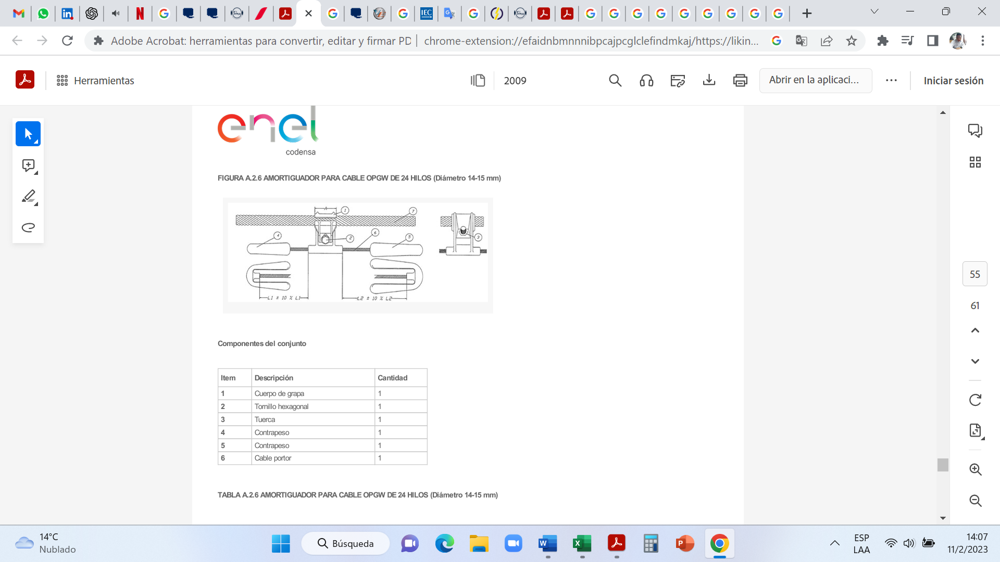 Adobe Acrobat: herramientas para convertir, editar y firmar PD
chrome-extension://efaidnbmnnnibpcajpcglclefindmkaj/https://likin...
Herramientas
2009
Abrir en la aplicaci...
Iniciar sesión
enel
codensa
FIGURA A.2.6 AMORTIGUADOR PARA CABLE OPGW DE 24 HILOS (Diámetro 14-15 mm)
A
1
7
4
2
6
5
3
L1 ± 10 % L1
L2 ± 10 % L2
Componentes del conjunto
Item Descripción Cantidad
1 Cuerpo de grapa 1
2 Tornillo hexagonal 1
3 Tuerca 1
4 Contrapeso 1
5 Contrapeso 1
6 Cable portor 1
TABLA A.2.6 AMORTIGUADOR PARA CABLE OPGW DE 24 HILOS (Diámetro 14-15 mm)
55
61
14°C
Nublado
Búsqueda
ESP
LAA
14:07
11/2/2023